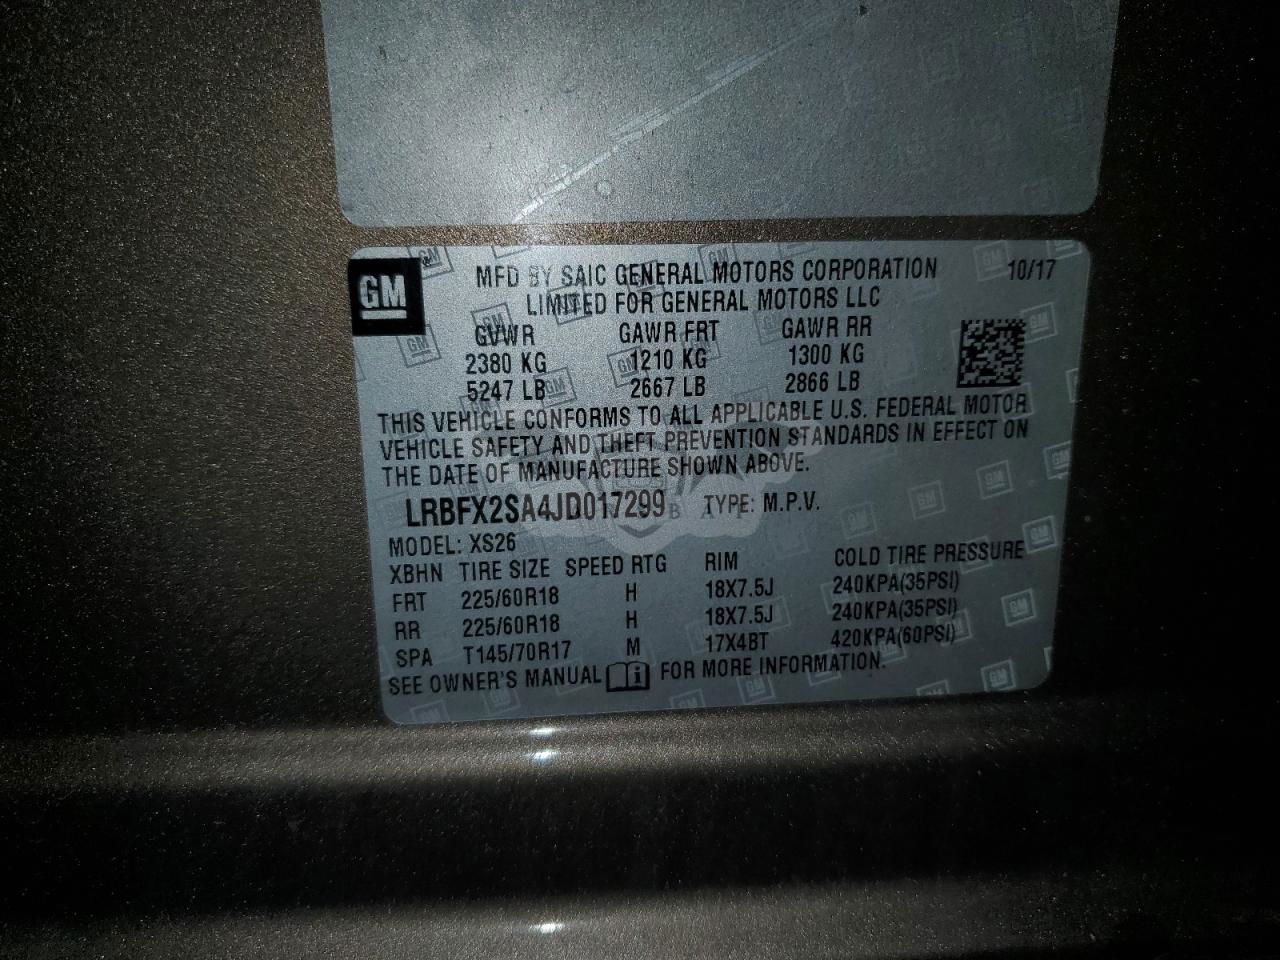 GM
MFD BY SAIC GENERAL MOTORS CORPORATION 10/17
LIMITED FOR GENERAL MOTORS LLC
GVWR GAWR FRT GAWR RR
2380 KG 1210 KG 1300 KG
5247 LB 2667 LB 2866 LB
THIS VEHICLE CONFORMS TO ALL APPLICABLE U.S. FEDERAL MOTOR
VEHICLE SAFETY AND THEFT PREVENTION STANDARDS IN EFFECT ON
THE DATE OF MANUFACTURE SHOWN ABOVE.
LRBFX2SA4JD017299 TYPE: M.P.V.
MODEL: XS26
XBHN TIRE SIZE SPEED RTG RIM COLD TIRE PRESSURE
FRT 225/60R18 H 18X7.5J 240KPA(35PSI)
RR 225/60R18 H 18X7.5J 240KPA(35PSI)
SPA T145/70R17 M 17X4BT 420KPA(60PSI)
SEE OWNER'S MANUAL FOR MORE INFORMATION.